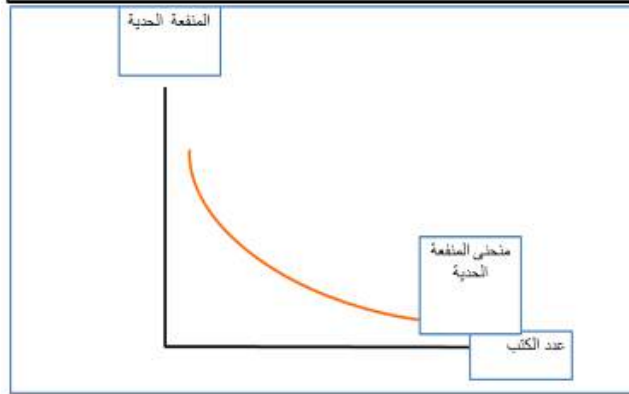 المنفعة الحدية
منحنى المنفعة
الحدية
عدد الكتب